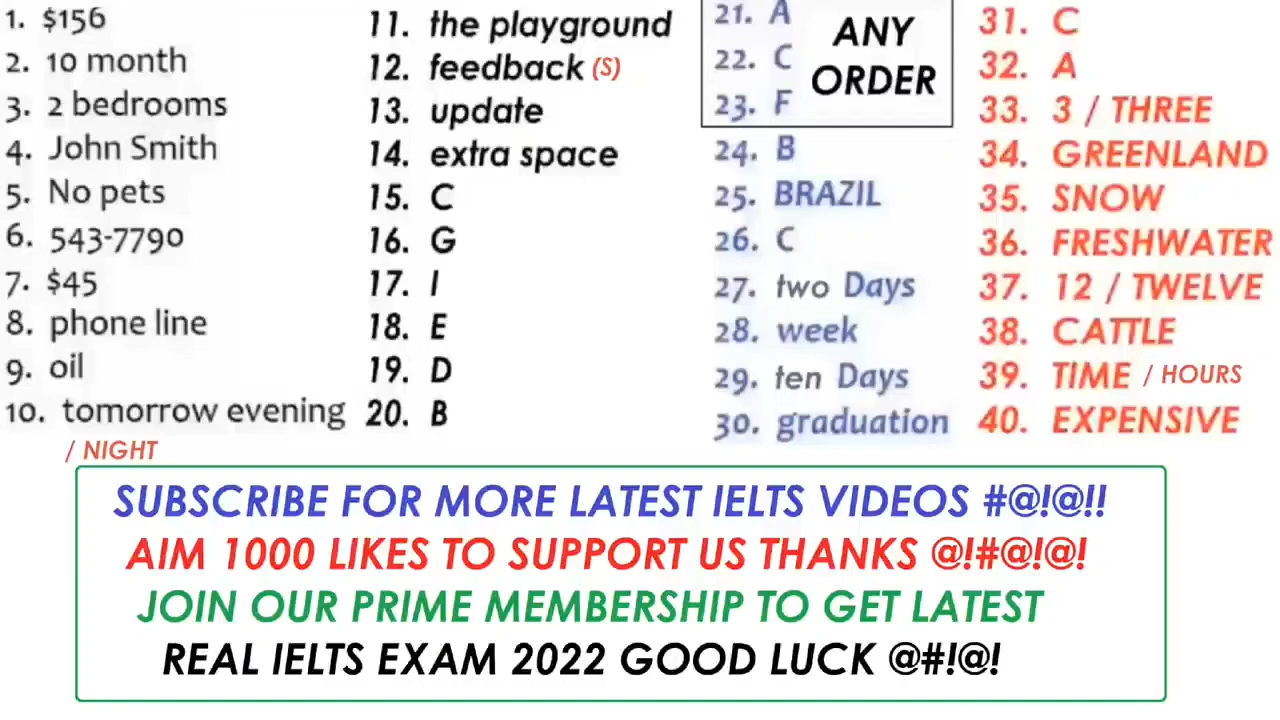 1. $156
2. 10 month
3. 2 bedrooms
4. John Smith
5. No pets
6. 543-7790
7. $45
8. phone line
9. oil
10. tomorrow evening
/ NIGHT
11. the playground
12. feedback (S)
13. update
14. extra space
15. C
16. G
17. I
18. E
19. D
20. B
21. A
22. C
23. F
ANY
ORDER
24. B
25. BRAZIL
26. C
27. two Days
28. week
29. ten Days
30. graduation
31. C
32. A
33. 3 / THREE
34. GREENLAND
35. SNOW
36. FRESHWATER
37. 12 / TWELVE
38. CATTLE
39. TIME / HOURS
40. EXPENSIVE
SUBSCRIBE FOR MORE LATEST IELTS VIDEOS #@!@!!
AIM 1000 LIKES TO SUPPORT US THANKS @!#@!@!
JOIN OUR PRIME MEMBERSHIP TO GET LATEST
REAL IELTS EXAM 2022 GOOD LUCK @#!@!